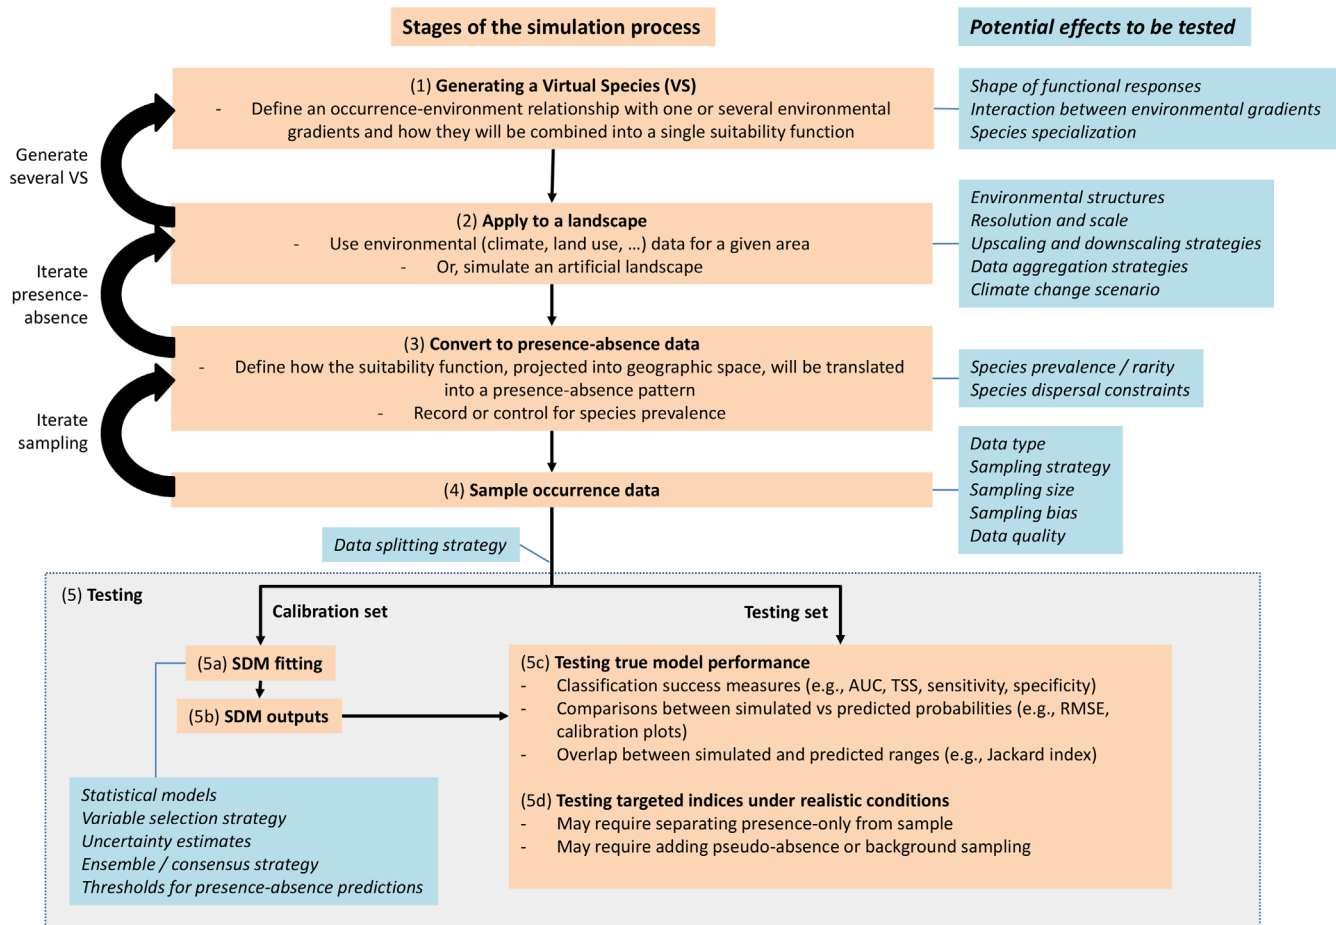 Stages of the simulation process
Potential effects to be tested
(1) Generating a Virtual Species (VS)
- Define an occurrence-environment relationship with one or several environmental
gradients and how they will be combined into a single suitability function
Shape of functional responses
Interaction between environmental gradients
Species specialization
Generate
several VS
(2) Apply to a landscape
- Use environmental (climate, land use, ...) data for a given area
- Or, simulate an artificial landscape
Environmental structures
Resolution and scale
Upscaling and downscaling strategies
Data aggregation strategies
Climate change scenario
Iterate
presence-
absence
(3) Convert to presence-absence data
- Define how the suitability function, projected into geographic space, will be translated
into a presence-absence pattern
- Record or control for species prevalence
Species prevalence / rarity
Species dispersal constraints
Iterate
sampling
(4) Sample occurrence data
Data type
Sampling strategy
Sampling size
Sampling bias
Data quality
Data splitting strategy
(5) Testing
Calibration set
Testing set
(5a) SDM fitting
(5b) SDM outputs
Statistical models
Variable selection strategy
Uncertainty estimates
Ensemble / consensus strategy
Thresholds for presence-absence predictions
(5c) Testing true model performance
- Classification success measures (e.g., AUC, TSS, sensitivity, specificity)
- Comparisons between simulated vs predicted probabilities (e.g., RMSE,
calibration plots)
- Overlap between simulated and predicted ranges (e.g., Jackard index)
(5d) Testing targeted indices under realistic conditions
- May require separating presence-only from sample
- May require adding pseudo-absence or background sampling